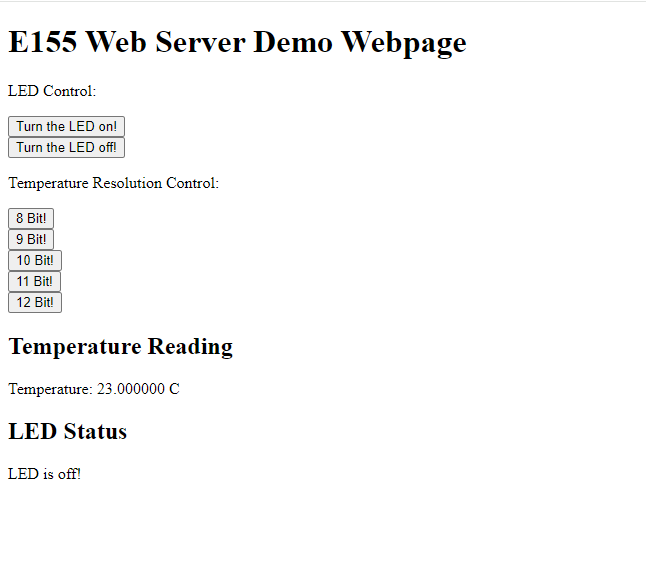 E155 Web Server Demo Webpage
LED Control:
Turn the LED on!
Turn the LED off!
Temperature Resolution Control:
8 Bit!
9 Bit!
10 Bit!
11 Bit!
12 Bit!
Temperature Reading
Temperature: 23.000000 C
LED Status
LED is off!